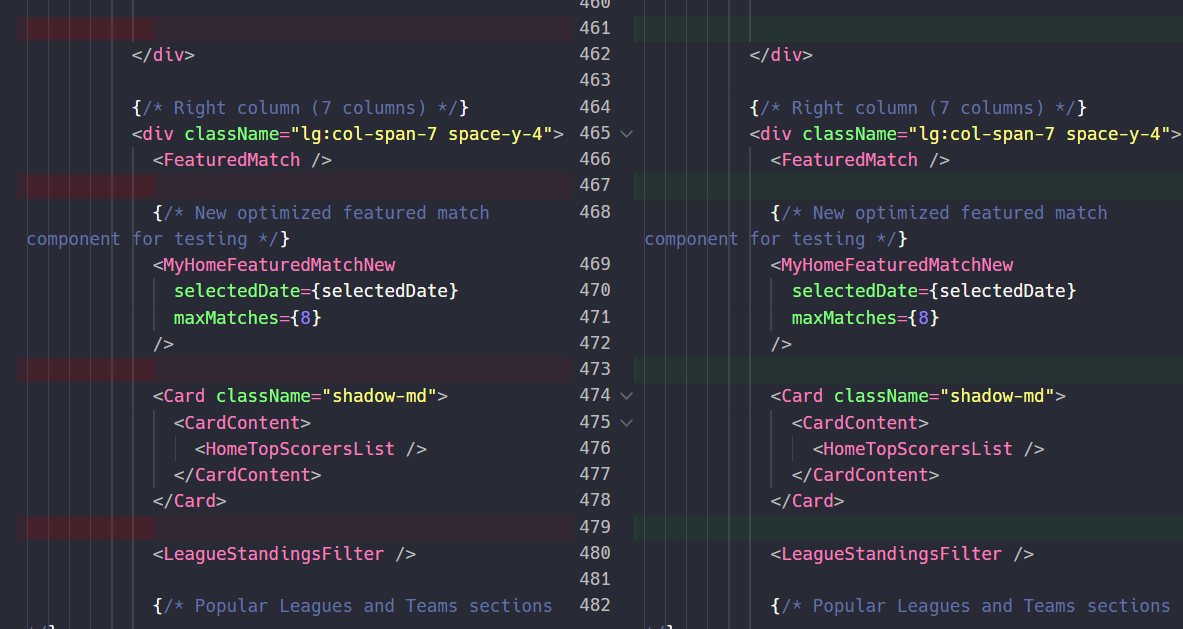 460
461
</div> 462 </div>
463
{/* Right column (7 columns) */} 464 {/* Right column (7 columns) */}
<div className="lg:col-span-7 space-y-4"> 465 <div className="lg:col-span-7 space-y-4">
<FeaturedMatch /> 466 <FeaturedMatch />
467
{/* New optimized featured match 468 {/* New optimized featured match
component for testing */} component for testing */}
<MyHomeFeaturedMatchNew 469 <MyHomeFeaturedMatchNew
selectedDate={selectedDate} 470 selectedDate={selectedDate}
maxMatches={8} 471 maxMatches={8}
/> 472 />
473
<Card className="shadow-md"> 474 <Card className="shadow-md">
<CardContent> 475 <CardContent>
<HomeTopScorersList /> 476 <HomeTopScorersList />
</CardContent> 477 </CardContent>
</Card> 478 </Card>
479
<LeagueStandingsFilter /> 480 <LeagueStandingsFilter />
481
{/* Popular Leagues and Teams sections 482 {/* Popular Leagues and Teams sections
*/} */}